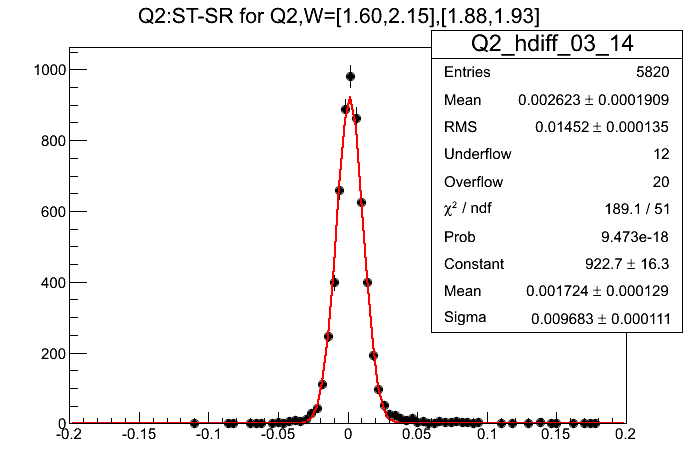 Q2:ST-SR for Q2,W=[1.60,2.15],[1.88,1.93]
Q2_hdiff_03_14
Entries 5820
Mean 0.002623 ± 0.0001909
RMS 0.01452 ± 0.000135
Underflow 12
Overflow 20
χ² / ndf 189.1 / 51
Prob 9.473e-18
Constant 922.7 ± 16.3
Mean 0.001724 ± 0.000129
Sigma 0.009683 ± 0.000111
1000
800
600
400
200
0
-0.2 -0.15 -0.1 -0.05 0 0.05 0.1 0.15 0.2